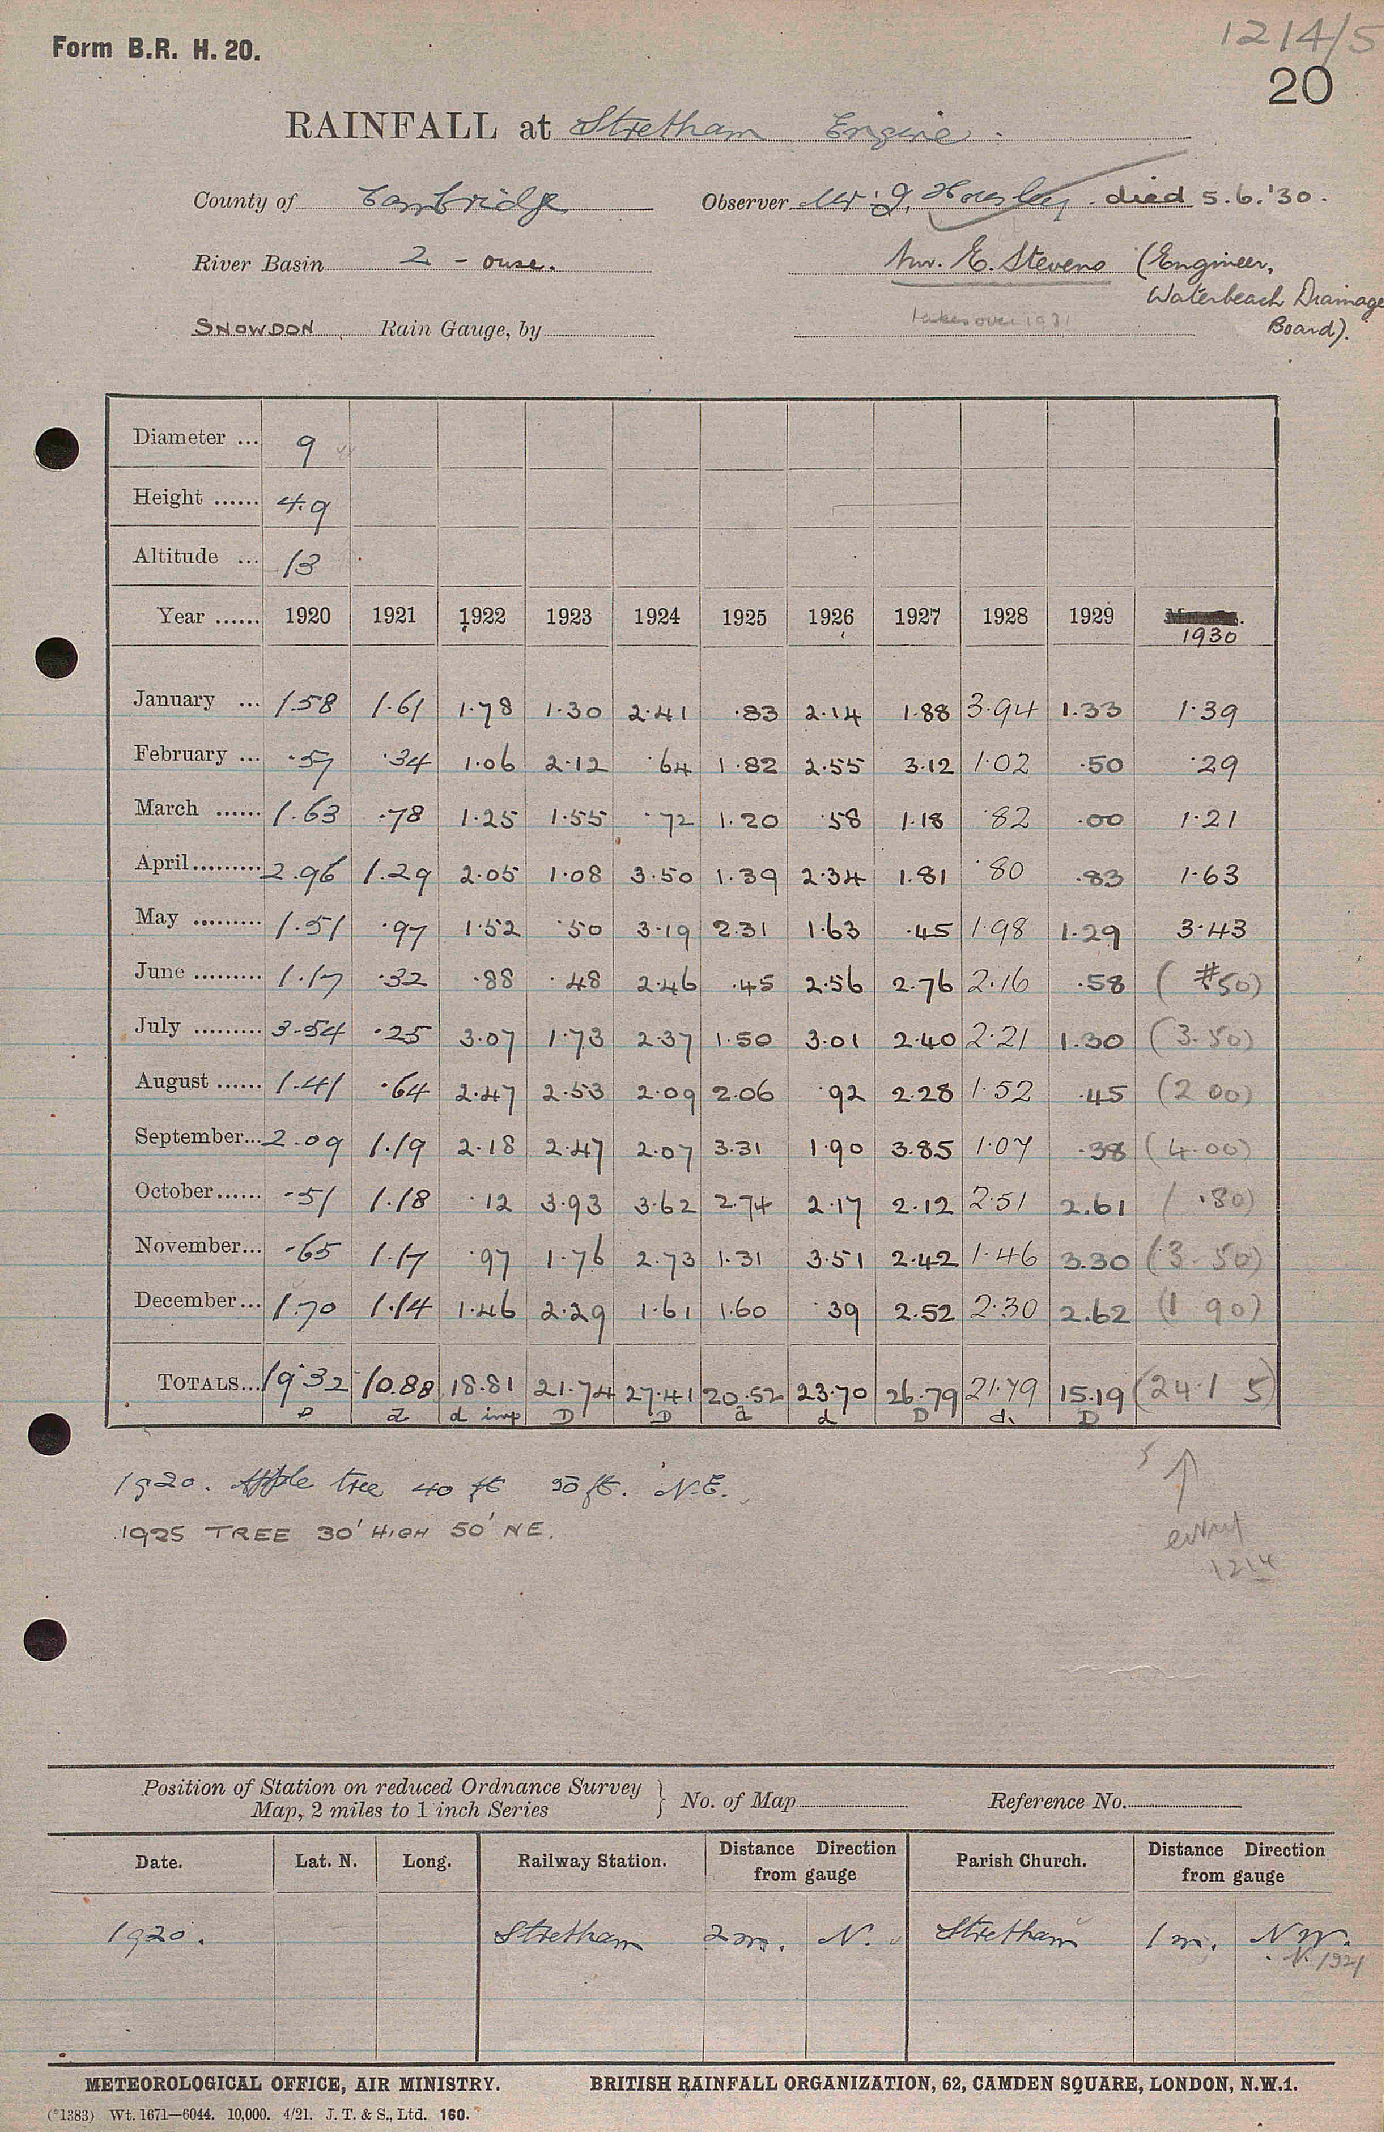 1214/5
Form B.R. H. 20.
20
RAINFALL at Stretham Engine.
County of Cambridge Observer Mr. J. died 5.6.'30.
River Basin 2 - ouse. Mr. E. Stevens (Engineer,
Waterbeach Drainage
SNOWDON Rain Gauge, by takes over 1931 Board).
Diameter ... 9
Height ...... 4.9
Altitude ... 13
Year ...... 1920 1921 1922 1923 1924 1925 1926 1927 1928 1929
1930
January ... 1.58 1.61 1.78 1.30 2.41 .83 2.14 1.88 3.94 1.33 1.39
February ... .57 .34 1.06 2.12 .64 1.82 2.55 3.12 1.02 .50 .29
March ...... 1.63 .78 1.25 1.55 .72 1.20 .58 1.18 .82 .00 1.21
April......... 2.96 1.29 2.05 1.08 3.50 1.39 2.34 1.81 .80 .83 1.63
May ......... 1.51 .97 1.52 .50 3.19 2.31 1.63 .45 1.98 1.29 3.43
June ......... 1.17 .32 .88 .48 2.46 .45 2.56 2.76 2.16 .58 ( .50)
July ......... 3.54 .25 3.07 1.73 2.37 1.50 3.01 2.40 2.21 1.30 (3.50)
August ...... 1.41 .64 2.47 2.53 2.09 2.06 .92 2.28 1.52 .45 (2 00)
September... 2.09 1.19 2.18 2.47 2.07 3.31 1.90 3.85 1.07 .38 (4.00)
October...... .51 1.18 .12 3.93 3.62 2.74 2.17 2.12 2.51 2.61 ( .80)
November... .65 1.17 .97 1.76 2.73 1.31 3.51 2.42 1.46 3.30 (3.50)
December... 1.70 1.14 1.46 2.29 1.61 1.60 .39 2.52 2.30 2.62 (1 90)
TOTALS... 19.32 10.88 18.81 21.74 27.41 20.52 23.70 26.79 21.79 15.19 (24.1 5)
D d d imp D D d d D d. D
1920. Apple tree 40 ft 50 ft. N.E.
1925 TREE 30' HIGH 50' NE.
entry
1214
Position of Station on reduced Ordnance Survey
Map, 2 miles to 1 inch Series } No. of Map Reference No.
Date. Lat. N. Long. Railway Station. Distance Direction from gauge Parish Church. Distance Direction from gauge
1920. Stretham 2 m. N. Stretham 1 m. N W.
N. 1921
METEOROLOGICAL OFFICE, AIR MINISTRY. BRITISH RAINFALL ORGANIZATION, 62, CAMDEN SQUARE, LONDON, N.W.1.
(*1383) Wt. 1671—6044. 10,000. 4/21. J. T. & S., Ltd. 160.